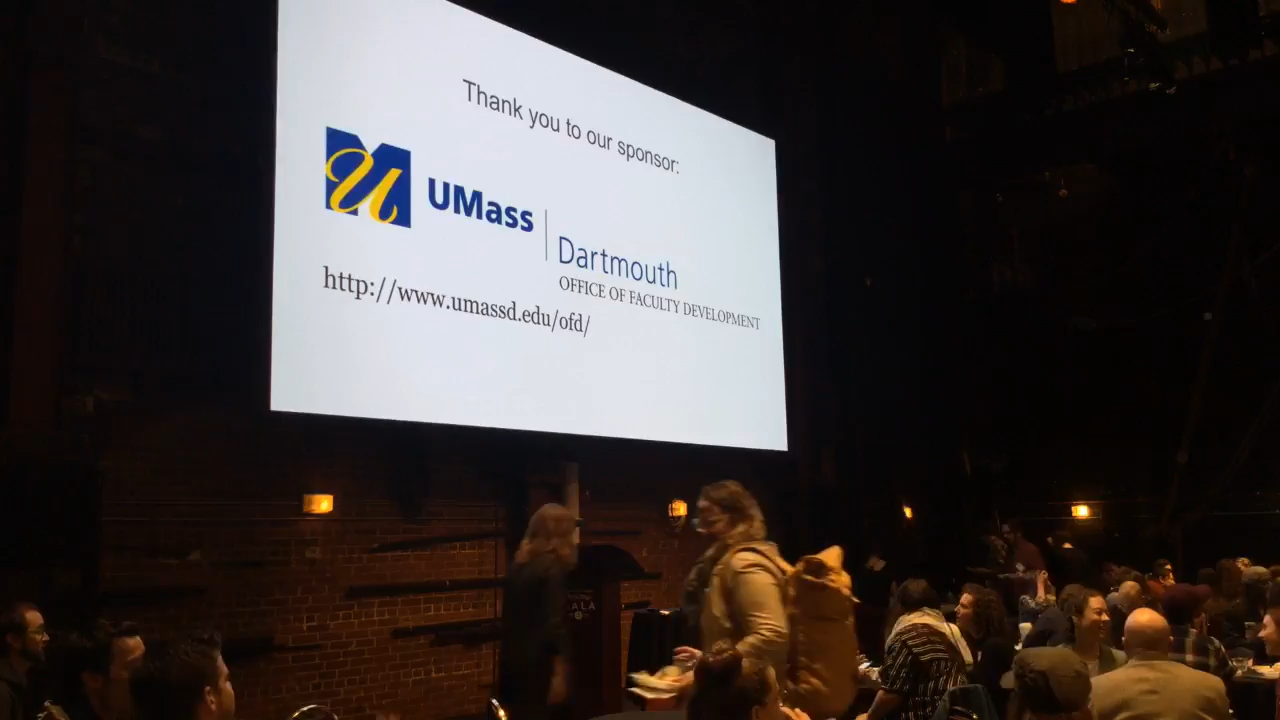 Thank you to our sponsor:
UMass
Dartmouth
OFFICE OF FACULTY DEVELOPMENT
http://www.umassd.edu/ofd/